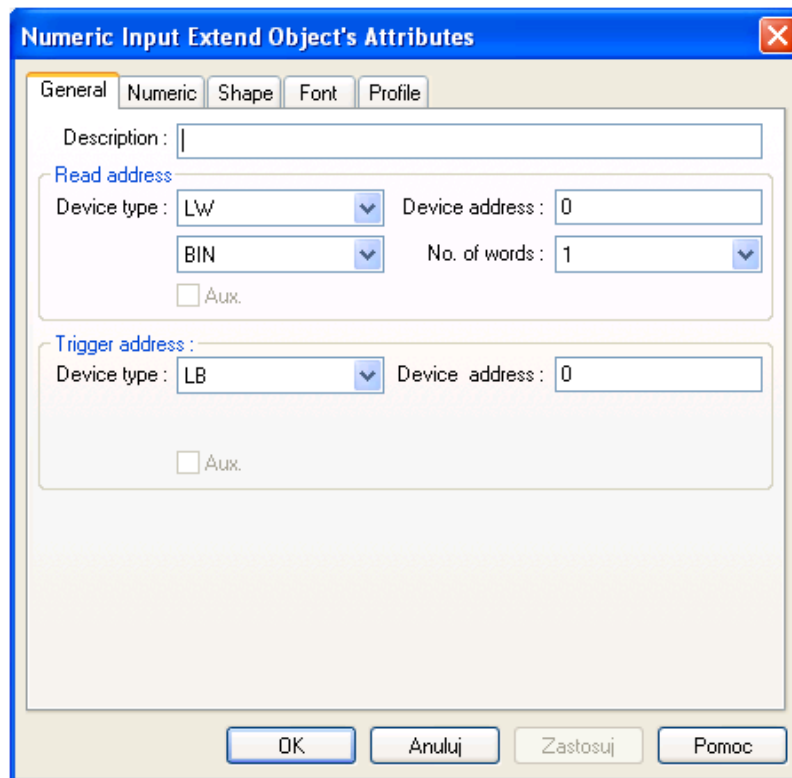 Numeric Input Extend Object's Attributes
General Numeric Shape Font Profile
Description :
Read address
Device type : LW Device address : 0
BIN No. of words : 1
Aux.
Trigger address :
Device type : LB Device address : 0
Aux.
OK Anuluj Zastosuj Pomoc